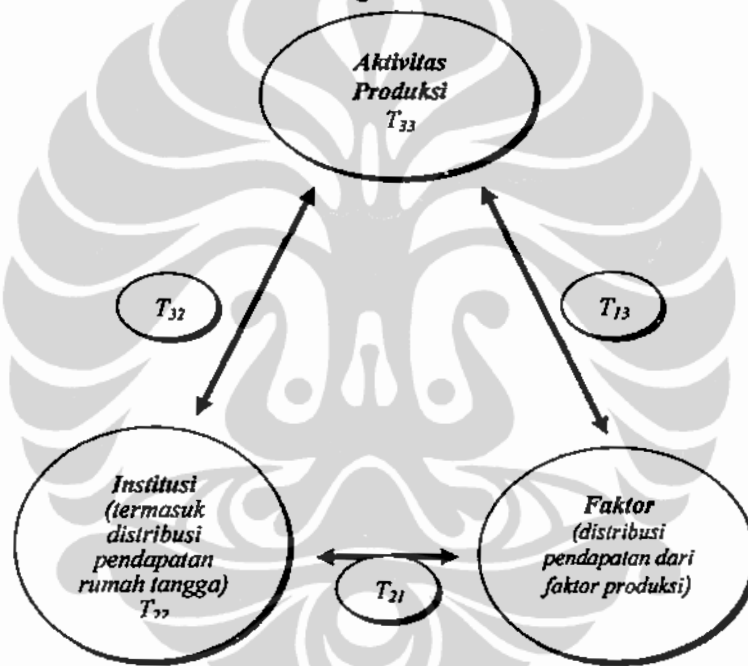 Aktivitas
Produksi
T33
T32
T13
Institusi
(termasuk
distribusi
pendapatan
rumah tangga)
T22
Faktor
(distribusi
pendapatan dari
faktor produksi)
T21